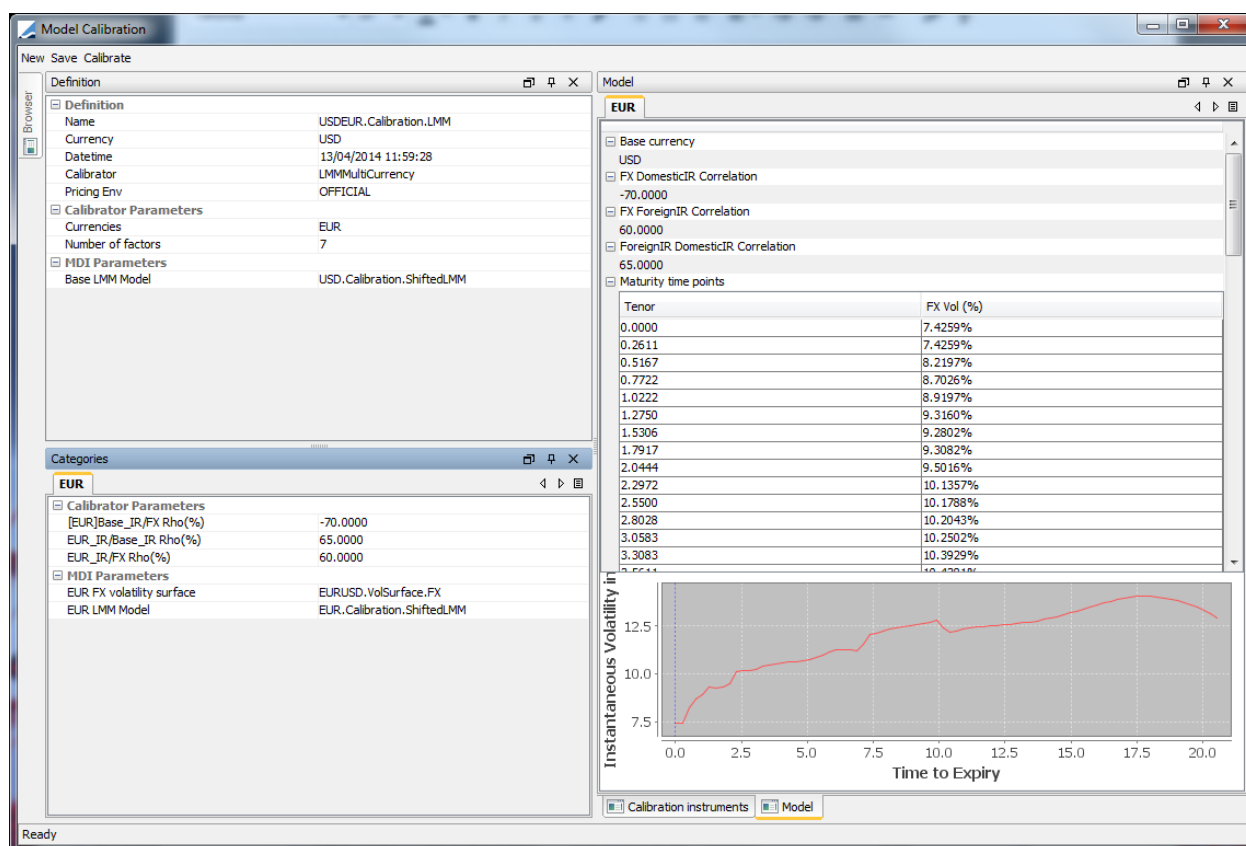 Model Calibration
New Save Calibrate
Browser
Definition
Definition
Name USDEUR.Calibration.LMM
Currency USD
Datetime 13/04/2014 11:59:28
Calibrator LMMMultiCurrency
Pricing Env OFFICIAL
Calibrator Parameters
Currencies EUR
Number of factors 7
MDI Parameters
Base LMM Model USD.Calibration.ShiftedLMM
Categories
EUR
Calibrator Parameters
[EUR]Base_IR/FX Rho(%) -70.0000
EUR_IR/Base_IR Rho(%) 65.0000
EUR_IR/FX Rho(%) 60.0000
MDI Parameters
EUR FX volatility surface EURUSD.VolSurface.FX
EUR LMM Model EUR.Calibration.ShiftedLMM
Model
EUR
Base currency
USD
FX DomesticIR Correlation
-70.0000
FX ForeignIR Correlation
60.0000
ForeignIR DomesticIR Correlation
65.0000
Maturity time points
Tenor FX Vol (%)
0.0000 7.4259%
0.2611 7.4259%
0.5167 8.2197%
0.7722 8.7026%
1.0222 8.9197%
1.2750 9.3160%
1.5306 9.2802%
1.7917 9.3082%
2.0444 9.5016%
2.2972 10.1357%
2.5500 10.1788%
2.8028 10.2043%
3.0583 10.2502%
3.3083 10.3929%
Instantaneous Volatility in
12.5
10.0
7.5
0.0 2.5 5.0 7.5 10.0 12.5 15.0 17.5 20.0
Time to Expiry
Calibration instruments Model
Ready